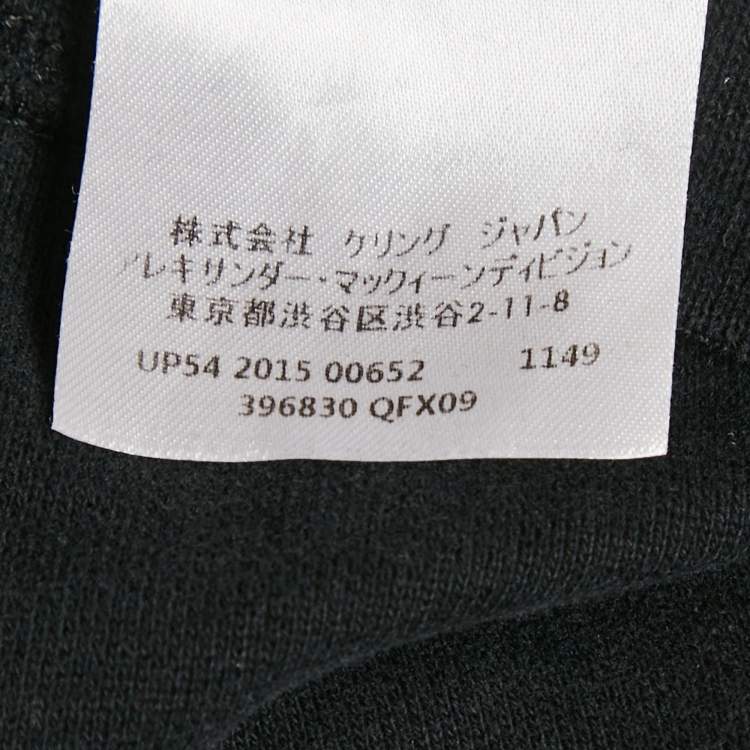 株式会社 ケリング ジャパン
アレキサンダー・マックィーンディビジョン
東京都渋谷区渋谷2-11-8
UP54 2015 00652 1149
396830 QFX09